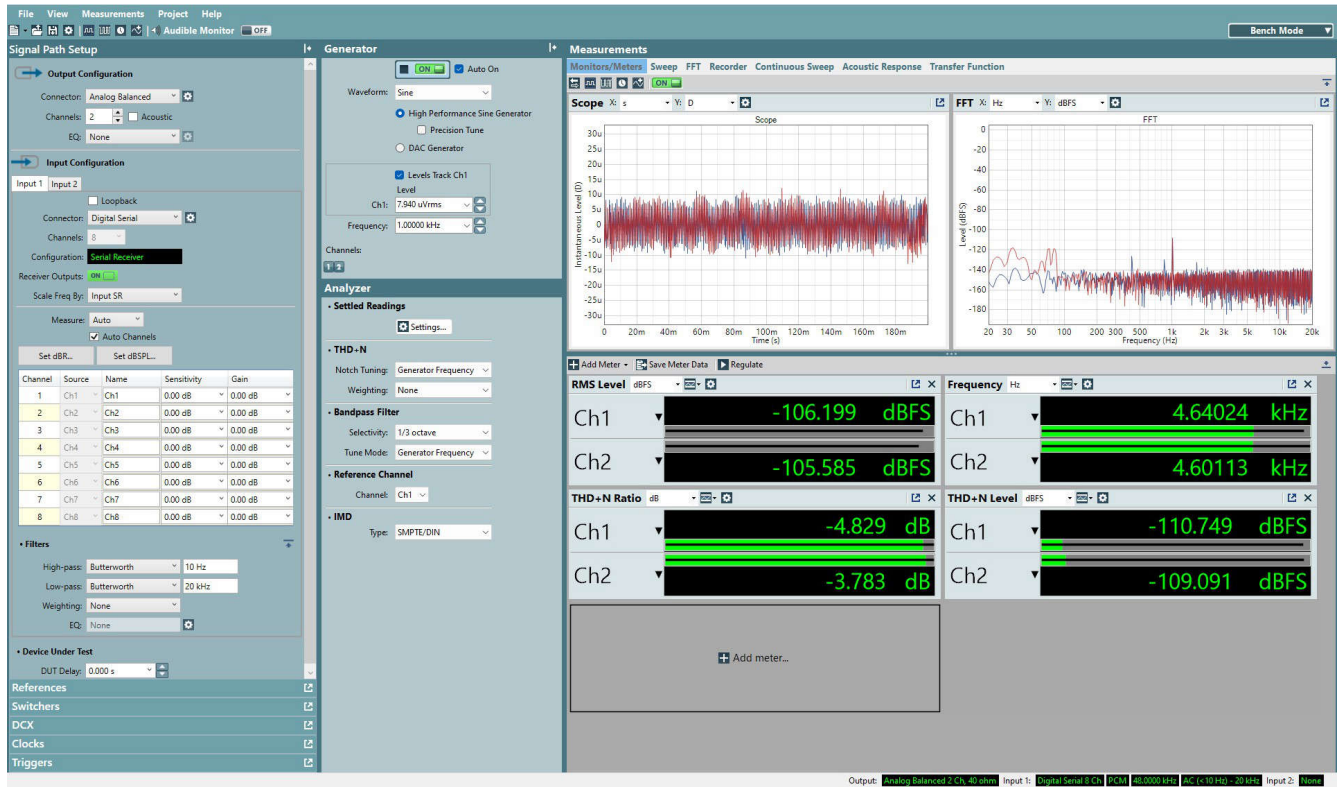 File View Measurements Project Help
Audible Monitor OFF
Bench Mode
Signal Path Setup
Output Configuration
Connector: Analog Balanced
Channels: 2 Acoustic
EQ: None
Input Configuration
Input 1 Input 2
Loopback
Connector: Digital Serial
Channels: 8
Configuration: Serial Receiver
Receiver Outputs: ON
Scale Freq By: Input SR
Measure: Auto
Auto Channels
Set dBR... Set dBSPL...
Channel Source Name Sensitivity Gain
1 Ch1 Ch1 0.00 dB 0.00 dB
2 Ch2 Ch2 0.00 dB 0.00 dB
3 Ch3 Ch3 0.00 dB 0.00 dB
4 Ch4 Ch4 0.00 dB 0.00 dB
5 Ch5 Ch5 0.00 dB 0.00 dB
6 Ch6 Ch6 0.00 dB 0.00 dB
7 Ch7 Ch7 0.00 dB 0.00 dB
8 Ch8 Ch8 0.00 dB 0.00 dB
• Filters
High-pass: Butterworth 10 Hz
Low-pass: Butterworth 20 kHz
Weighting: None
EQ: None
• Device Under Test
DUT Delay: 0.000 s
References
Switchers
DCX
Clocks
Triggers
Generator
ON Auto On
Waveform: Sine
High Performance Sine Generator
Precision Tune
DAC Generator
Levels Track Ch1
Level
Ch1: 7.940 uVrms
Frequency: 1.00000 kHz
Channels:
1 2
Analyzer
• Settled Readings
Settings...
• THD+N
Notch Tuning: Generator Frequency
Weighting: None
• Bandpass Filter
Selectivity: 1/3 octave
Tune Mode: Generator Frequency
• Reference Channel
Channel: Ch1
• IMD
Type: SMPTE/DIN
Measurements
Monitors/Meters Sweep FFT Recorder Continuous Sweep Acoustic Response Transfer Function
ON
Scope X: s Y: D
Scope
Instantaneous Level (D)
30u
25u
20u
15u
10u
5u
0
-5u
-10u
-15u
-20u
-25u
-30u
0 20m 40m 60m 80m 100m 120m 140m 160m 180m
Time (s)
FFT X: Hz Y: dBFS
FFT
Level (dBFS)
0
-20
-40
-60
-80
-100
-120
-140
-160
-180
20 30 50 100 200 300 500 1k 2k 3k 5k 10k 20k
Frequency (Hz)
Add Meter Save Meter Data Regulate
RMS Level dBFS
Ch1 -106.199 dBFS
Ch2 -105.585 dBFS
Frequency Hz
Ch1 4.64024 kHz
Ch2 4.60113 kHz
THD+N Ratio dB
Ch1 -4.829 dB
Ch2 -3.783 dB
THD+N Level dBFS
Ch1 -110.749 dBFS
Ch2 -109.091 dBFS
Add meter...
Output: Analog Balanced 2 Ch, 40 ohm Input 1: Digital Serial 8 Ch PCM 48.0000 kHz AC (<10 Hz) - 20 kHz Input 2: None